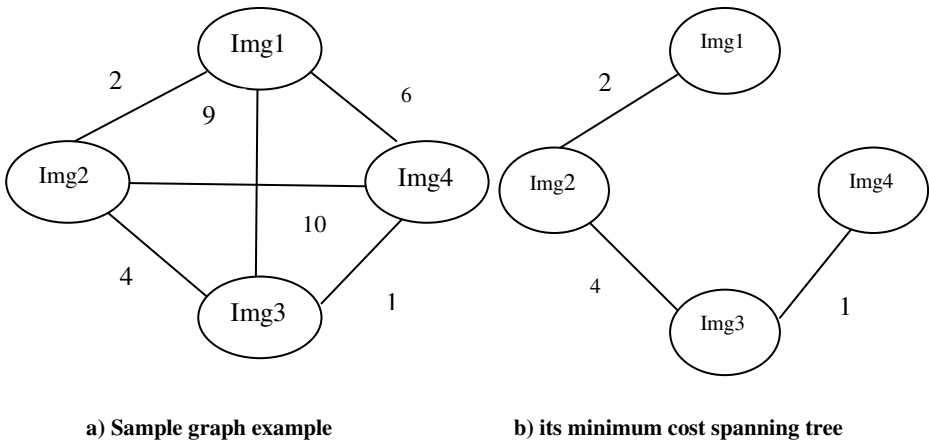 Img1
2
9
6
Img2
Img4
10
4
1
Img3
a) Sample graph example
Img1
2
Img2
Img4
4
1
Img3
b) its minimum cost spanning tree